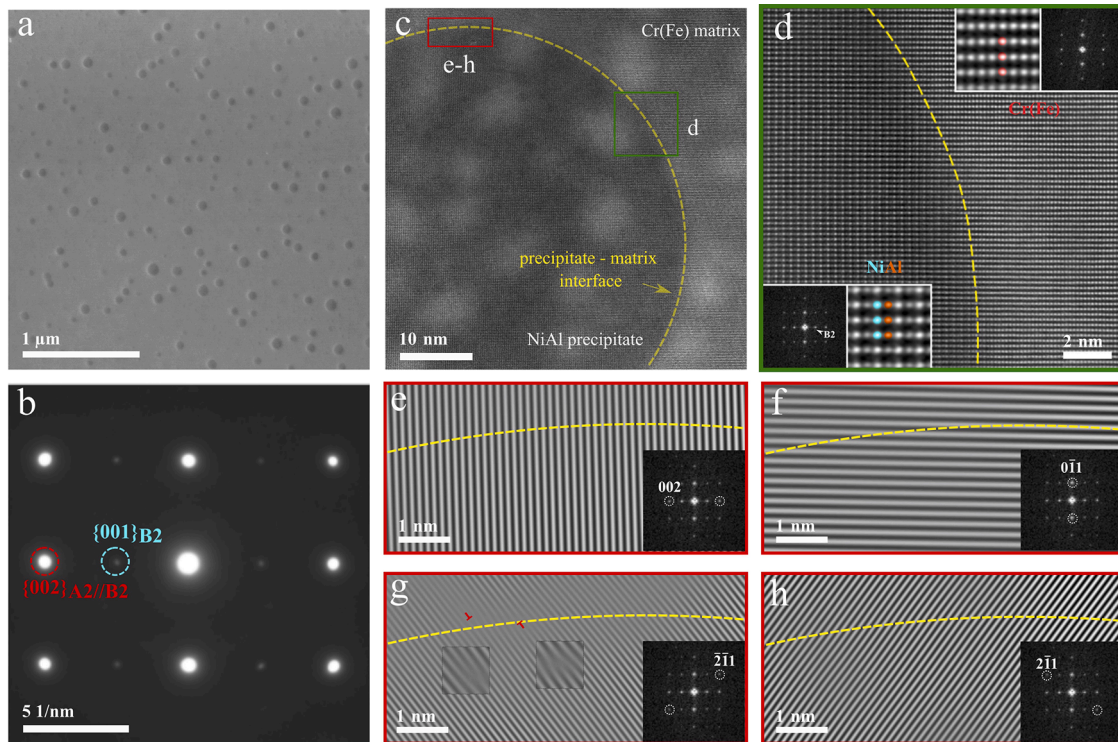 a
1 µm
b
{001}B2
{002}A2//B2
5 1/nm
c
Cr(Fe) matrix
e-h
d
precipitate - matrix
interface
10 nm
NiAl precipitate
d
Cr(Fe)
NiAl
B2
2 nm
e
002
1 nm
f
01̄1
1 nm
g
2̄1̄1
1 nm
h
21̄1
1 nm